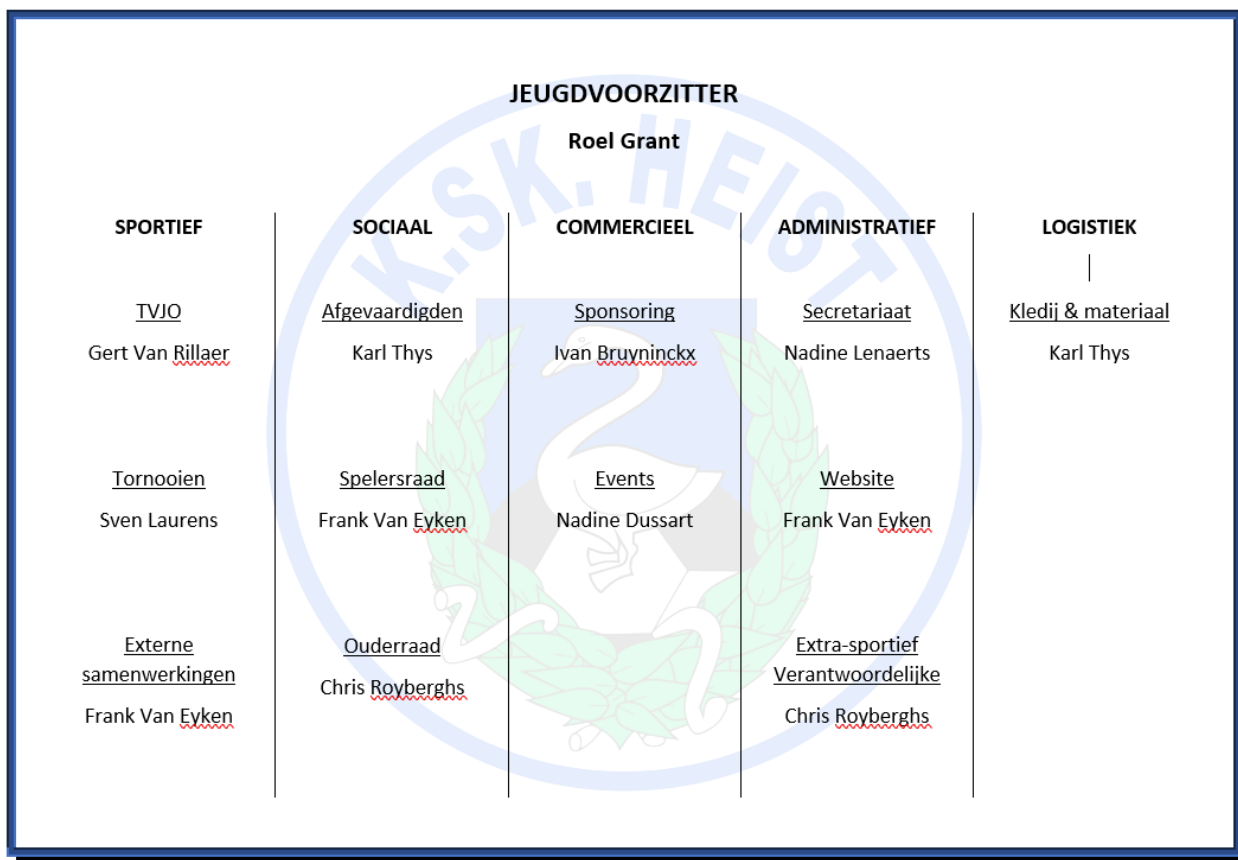 JEUGDVOORZITTER
Roel Grant
K.SK. HEIST
SPORTIEF
TVJO
Gert Van Rillaer
Tornooien
Sven Laurens
Externe
samenwerkingen
Frank Van Eyken
SOCIAAL
Afgevaardigden
Karl Thys
Spelersraad
Frank Van Eyken
Ouderraad
Chris Royberghs
COMMERCIEEL
Sponsoring
Ivan Bruyninckx
Events
Nadine Dussart
ADMINISTRATIEF
Secretariaat
Nadine Lenaerts
Website
Frank Van Eyken
Extra-sportief
Verantwoordelijke
Chris Royberghs
LOGISTIEK
Kledij & materiaal
Karl Thys